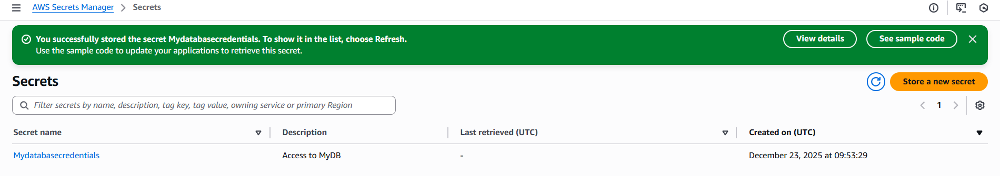 AWS Secrets Manager > Secrets
You successfully stored the secret Mydatabasecredentials. To show it in the list, choose Refresh.
Use the sample code to update your applications to retrieve this secret.
View details
See sample code
Secrets
Store a new secret
Filter secrets by name, description, tag key, tag value, owning service or primary Region
1
Secret name Description Last retrieved (UTC) Created on (UTC)
Mydatabasecredentials Access to MyDB - December 23, 2025 at 09:53:29